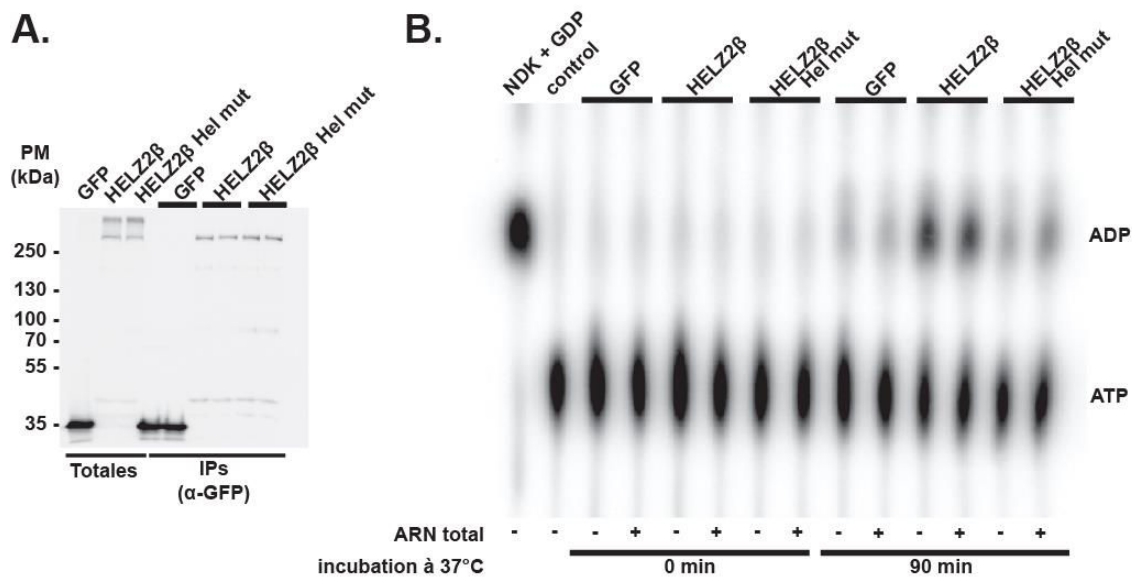 A.
PM
(kDa)
GFP
HELZ2β
HELZ2β Hel mut
GFP
HELZ2β
HELZ2β Hel mut
250 -
130 -
100 -
70 -
55 -
35 -
Totales
IPs
(α-GFP)
B.
NDK + GDP
control
GFP
HELZ2β
HELZ2β
Hel mut
GFP
HELZ2β
HELZ2β
Hel mut
ADP
ATP
ARN total - - - + - + - + - + - + - +
incubation à 37°C 0 min 90 min